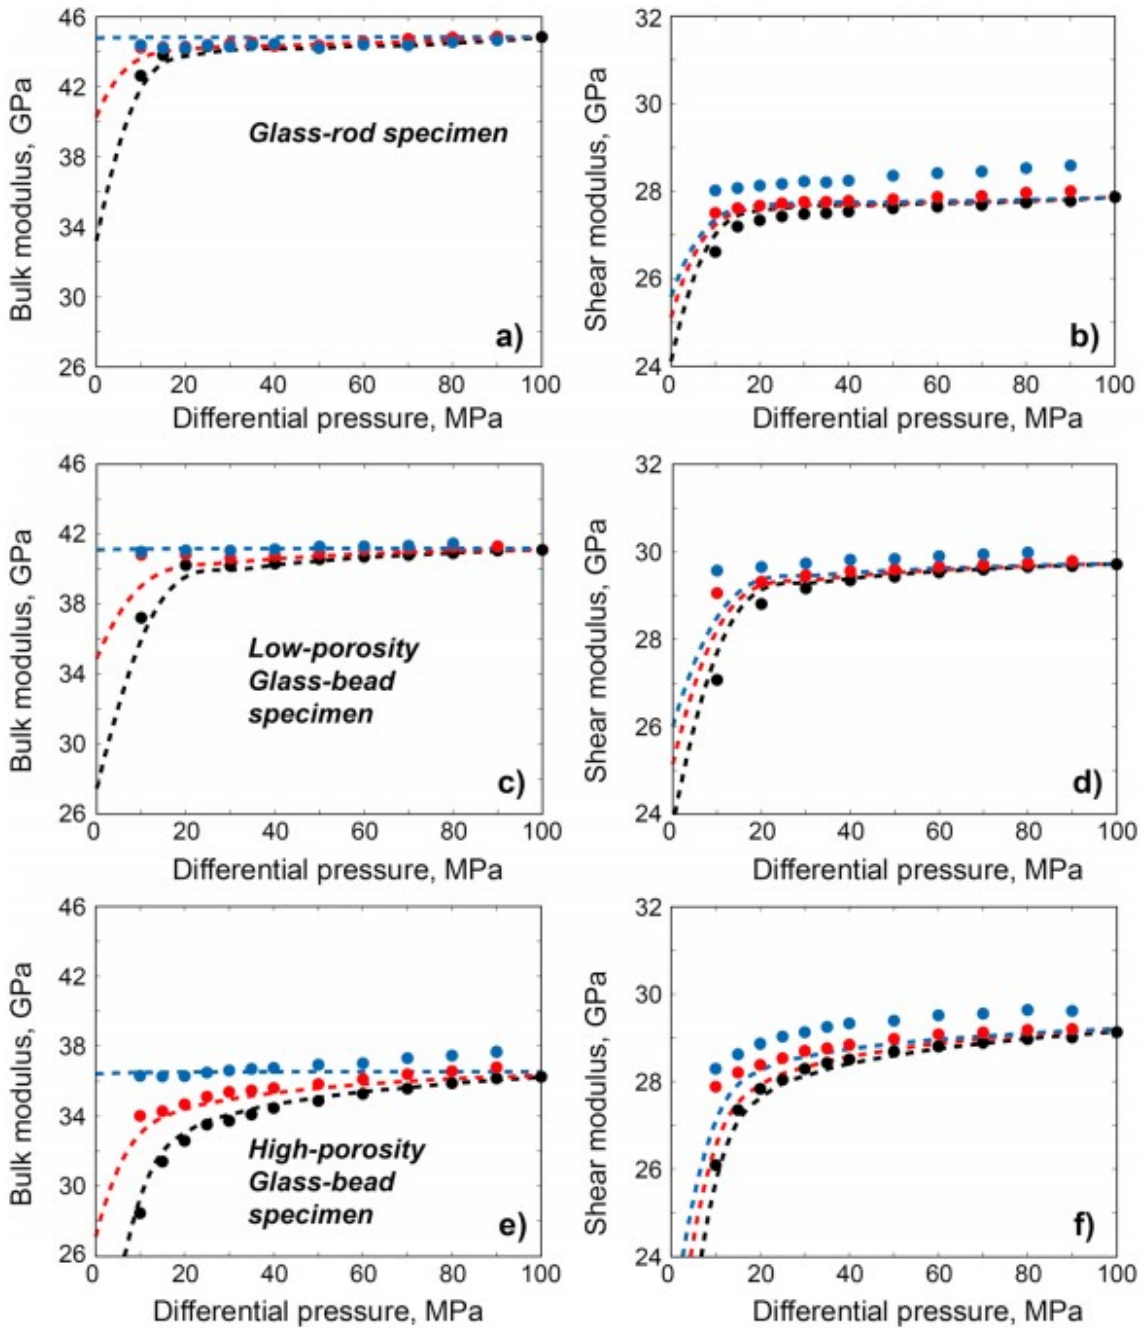 46
42
38
34
30
26
Bulk modulus, GPa
Glass-rod specimen
a)
0 20 40 60 80 100
Differential pressure, MPa
32
30
28
26
24
Shear modulus, GPa
b)
0 20 40 60 80 100
Differential pressure, MPa
46
42
38
34
30
26
Bulk modulus, GPa
Low-porosity
Glass-bead
specimen
c)
0 20 40 60 80 100
Differential pressure, MPa
32
30
28
26
24
Shear modulus, GPa
d)
0 20 40 60 80 100
Differential pressure, MPa
46
42
38
34
30
26
Bulk modulus, GPa
High-porosity
Glass-bead
specimen
e)
0 20 40 60 80 100
Differential pressure, MPa
32
30
28
26
24
Shear modulus, GPa
f)
0 20 40 60 80 100
Differential pressure, MPa